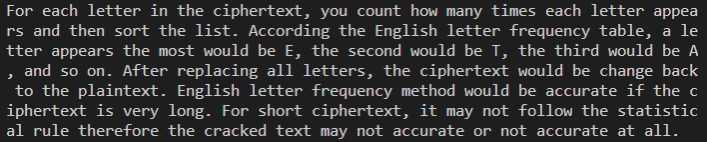 For each letter in the ciphertext, you count how many times each letter appea
rs and then sort the list. According the English letter frequency table, a le
tter appears the most would be E, the second would be T, the third would be A
, and so on. After replacing all letters, the ciphertext would be change back
 to the plaintext. English letter frequency method would be accurate if the c
iphertext is very long. For short ciphertext, it may not follow the statistic
al rule therefore the cracked text may not accurate or not accurate at all.